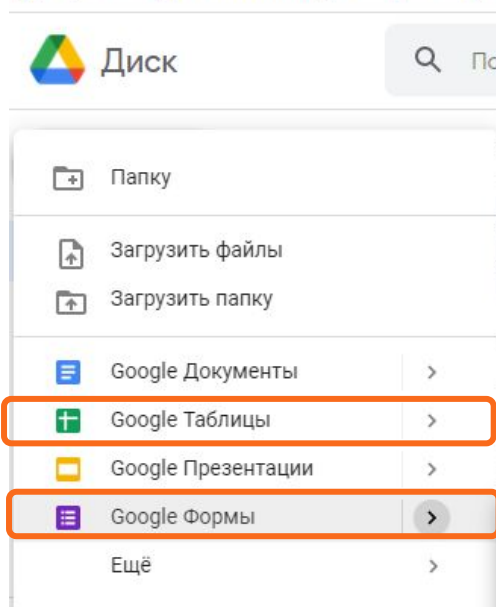 Диск
Папку
Загрузить файлы
Загрузить папку
Google Документы
Google Таблицы
Google Презентации
Google Формы
Ещё